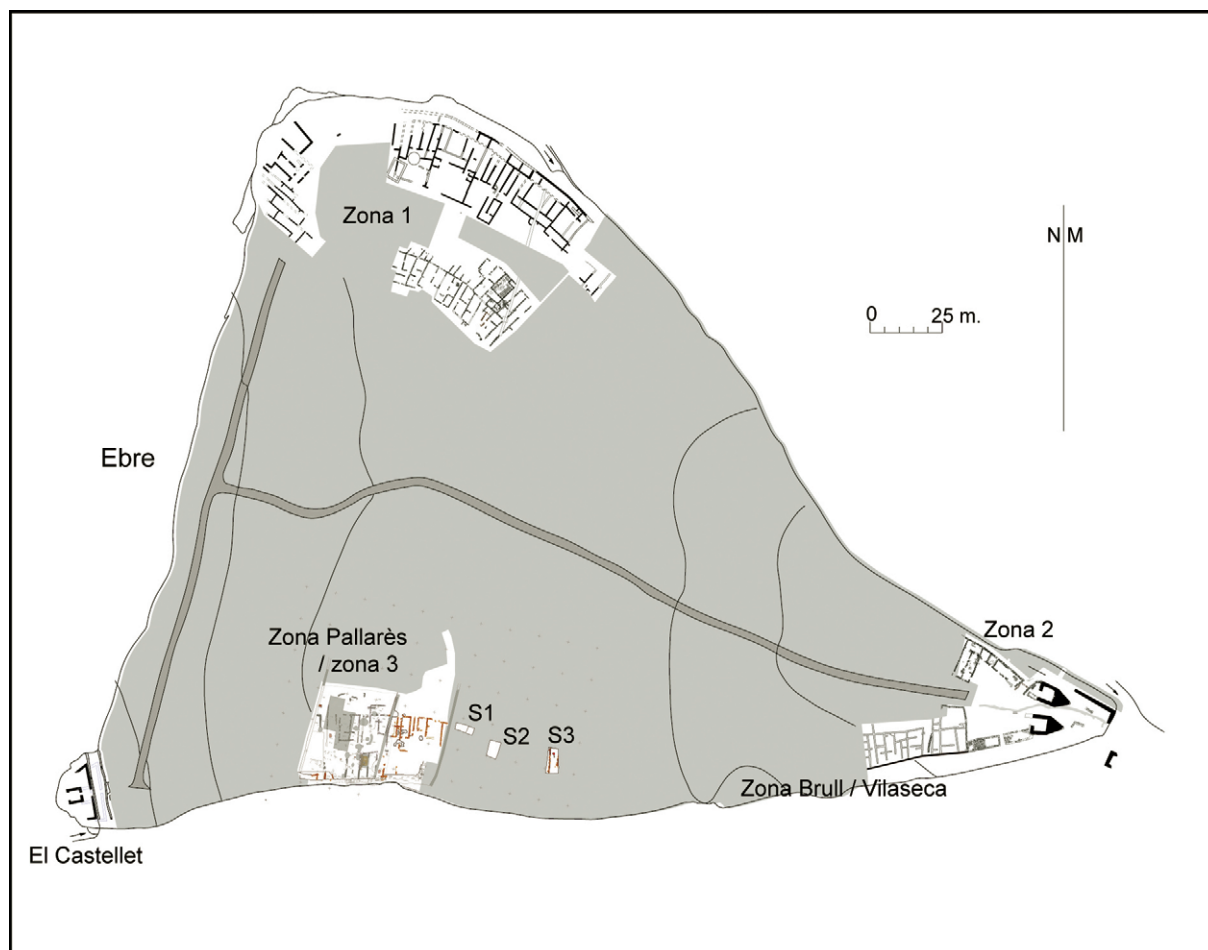 Zona 1
N M
0 25 m.
Ebre
Zona Pallarès
/ zona 3
Zona 2
S1
S2
S3
Zona Brull / Vilaseca
El Castellet